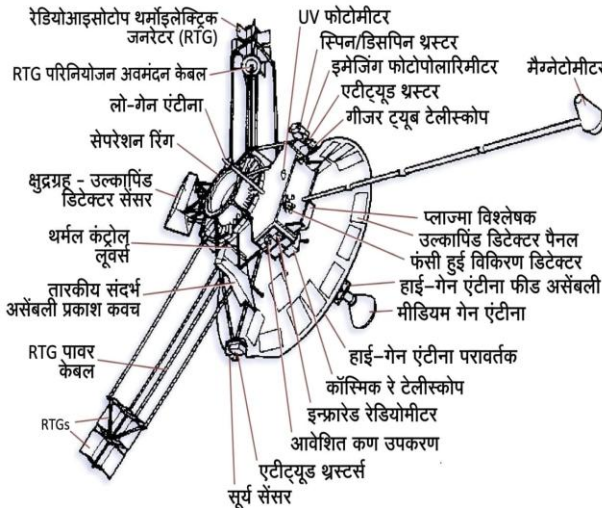 रेडियोआइसोटोप थर्मोइलेक्ट्रिक
जनरेटर (RTG)
RTG परिनियोजन अवमंदन केबल
लो-गेन एंटीना
सेपरेशन रिंग
क्षुद्रग्रह - उल्कापिंड
डिटेक्टर सेंसर
थर्मल कंट्रोल
लूवर्स
तारकीय संदर्भ
असेंबली प्रकाश कवच
RTG पावर
केबल
RTGs
UV फोटोमीटर
स्पिन/डिसपिन थ्रस्टर
इमेजिंग फोटोपोलारिमीटर
एटीट्यूड थ्रस्टर
गीजर ट्यूब टेलीस्कोप
मैग्नेटोमीटर
प्लाज्मा विश्लेषक
उल्कापिंड डिटेक्टर पैनल
फंसी हुई विकिरण डिटेक्टर
हाई-गेन एंटीना फीड असेंबली
मीडियम गेन एंटीना
हाई-गेन एंटीना परावर्तक
कॉस्मिक रे टेलीस्कोप
इन्फ्रारेड रेडियोमीटर
आवेशित कण उपकरण
एटीट्यूड थ्रस्टर्स
सूर्य सेंसर